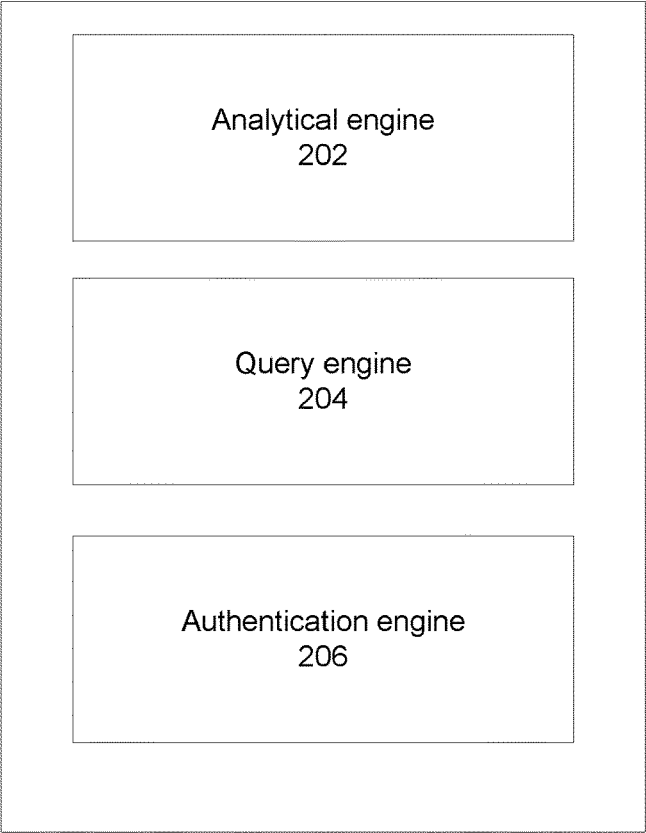 Analytical engine
202
Query engine
204
Authentication engine
206